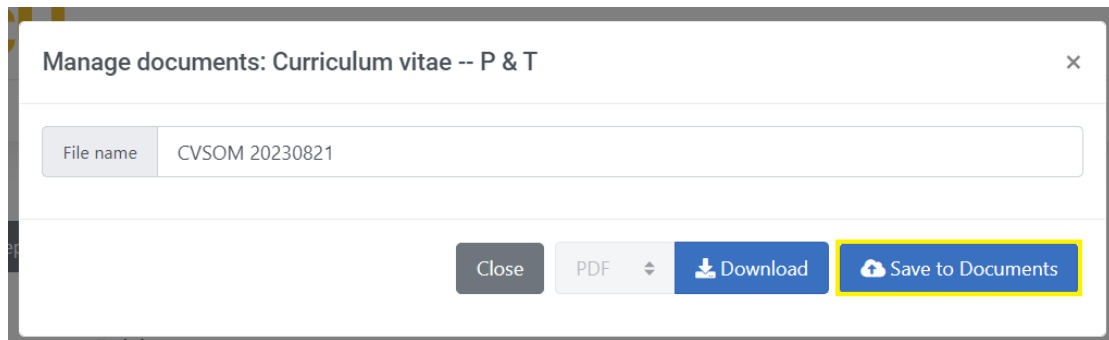 Manage documents: Curriculum vitae -- P & T ×
File name CVSOM 20230821
Close PDF Download Save to Documents